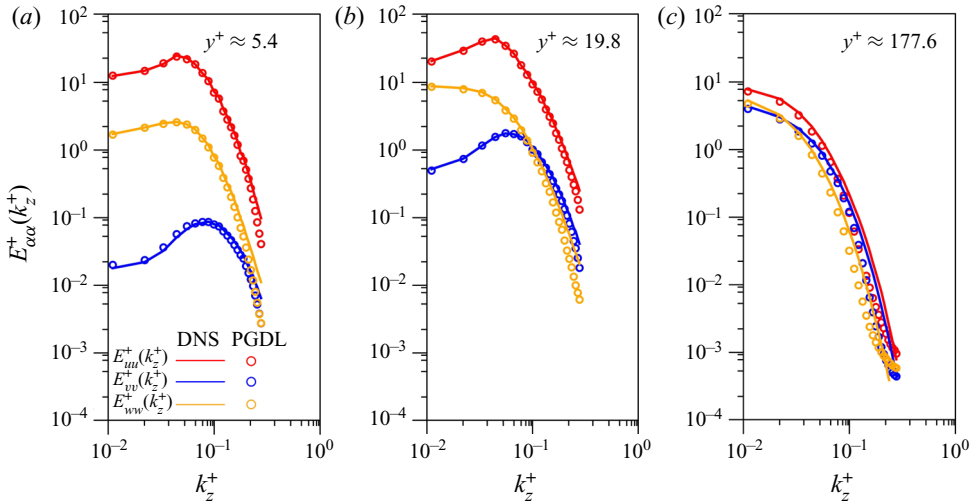 (a) (b) (c)
y⁺ ≈ 5.4 y⁺ ≈ 19.8 y⁺ ≈ 177.6
10² 10² 10²
10¹ 10¹ 10¹
10⁰ 10⁰ 10⁰
10⁻¹ 10⁻¹ 10⁻¹
10⁻² 10⁻² 10⁻²
10⁻³ 10⁻³ 10⁻³
10⁻⁴ 10⁻⁴ 10⁻⁴
E⁺αα(k⁺z)
DNS PGDL
E⁺uu(k⁺z)
E⁺vv(k⁺z)
E⁺ww(k⁺z)
10⁻² 10⁻¹ 10⁰ 10⁻² 10⁻¹ 10⁰ 10⁻² 10⁻¹ 10⁰
k⁺z k⁺z k⁺z